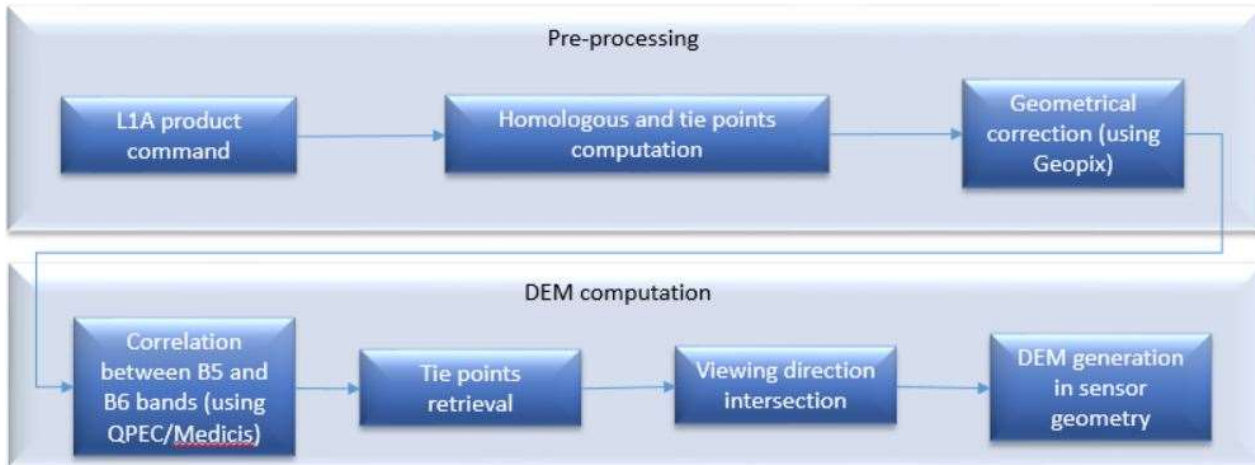 Pre-processing
L1A product
command
Homologous and tie points
computation
Geometrical
correction (using
Geopix)
DEM computation
Correlation
between B5 and
B6 bands (using
QPEC/Medicis)
Tie points
retrieval
Viewing direction
intersection
DEM generation
in sensor
geometry